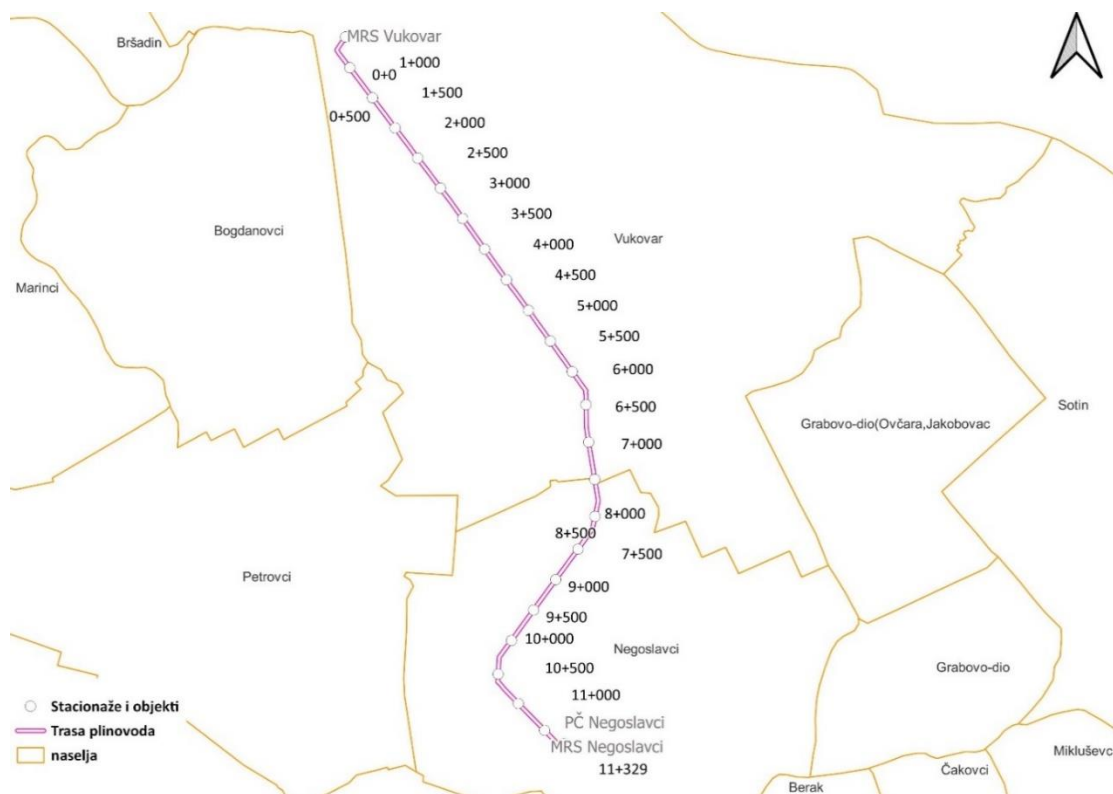 MRS Vukovar
Bršadin
1+000
0+0
1+500
0+500
2+000
2+500
3+000
3+500
Bogdanovci
Vukovar
4+000
4+500
Marinci
5+000
5+500
6+000
Sotin
6+500
Grabovo-dio(Ovčara,Jakobovac
7+000
8+000
8+500
7+500
Petrovci
9+000
9+500
10+000
Negoslavci
10+500
Grabovo-dio
11+000
Stacionaže i objekti
PČ Negoslavci
Trasa plinovoda
MRS Negoslavci
Mikluševc
naselja
11+329
Čakovci
Berak